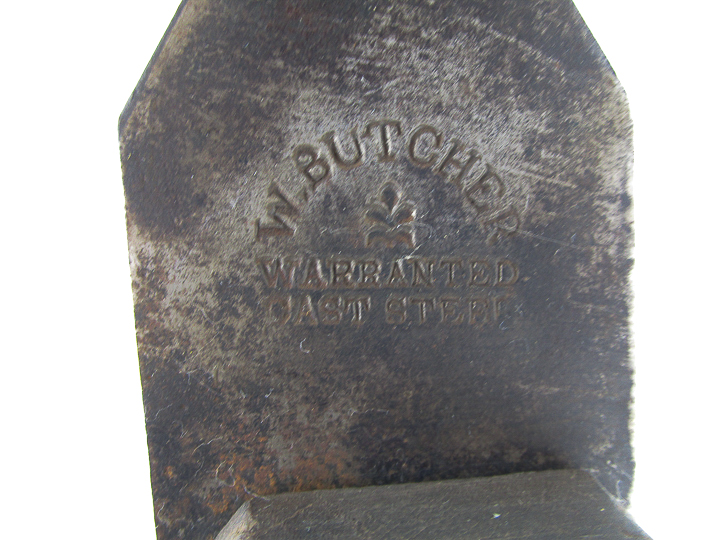 W. BUTCHER
WARRANTED
CAST STEEL